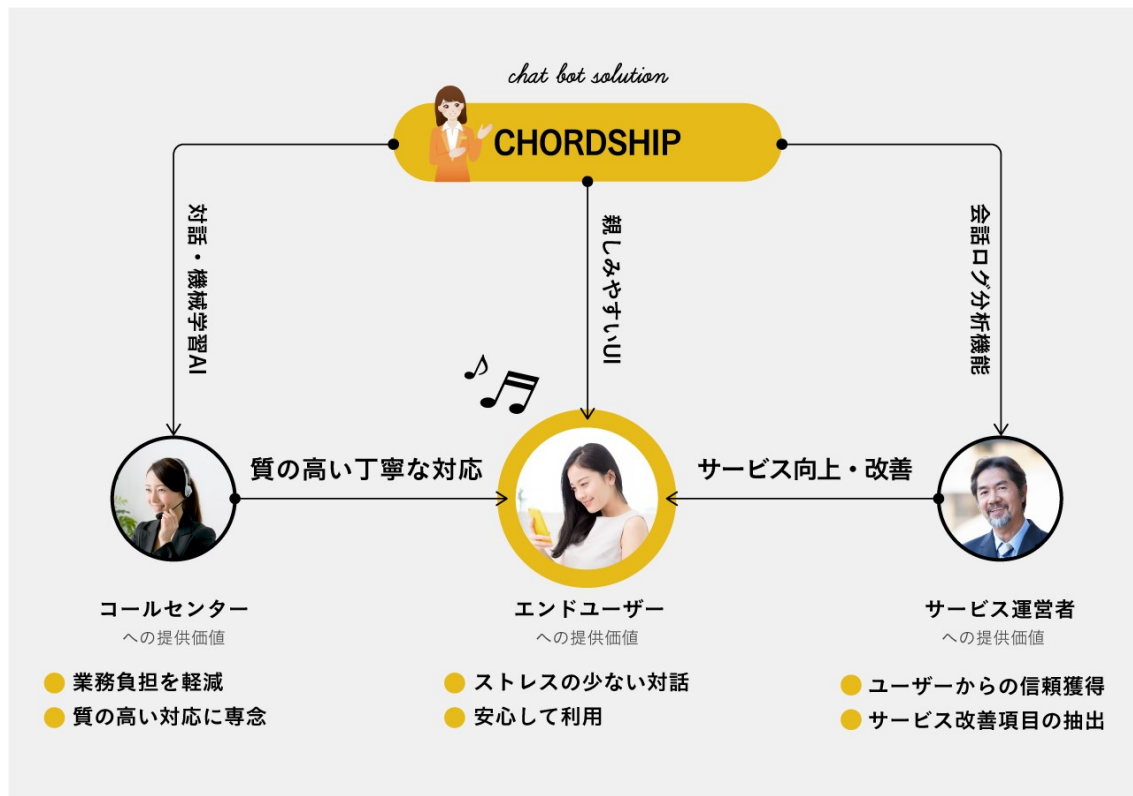 chat bot solution
CHORDSHIP
対話・機械学習AI
親しみやすいUI
会話ログ分析機能
質の高い丁寧な対応
サービス向上・改善
コールセンター
への提供価値
業務負担を軽減
質の高い対応に専念
エンドユーザー
への提供価値
ストレスの少ない対話
安心して利用
サービス運営者
への提供価値
ユーザーからの信頼獲得
サービス改善項目の抽出